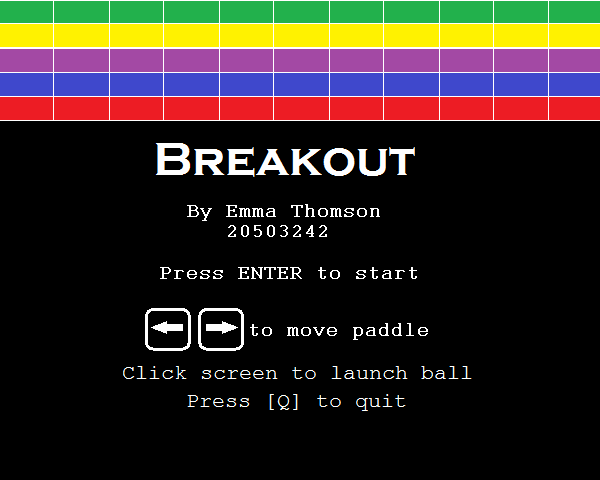 BREAKOUT
By Emma Thomson
20503242
Press ENTER to start
to move paddle
Click screen to launch ball
Press [Q] to quit